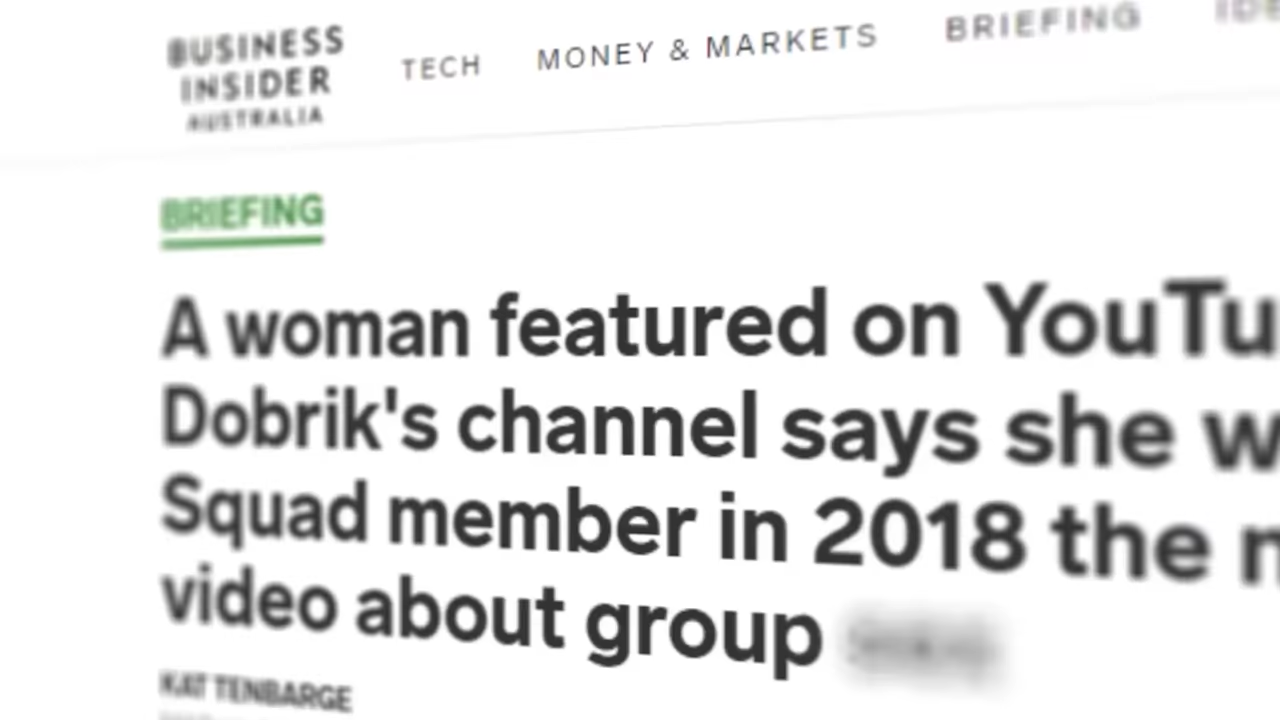 BUSINESS
INSIDER
AUSTRALIA
TECH MONEY & MARKETS BRIEFING
BRIEFING
A woman featured on YouTu
Dobrik's channel says she w
Squad member in 2018 the n
video about group
KAT TENBARGE